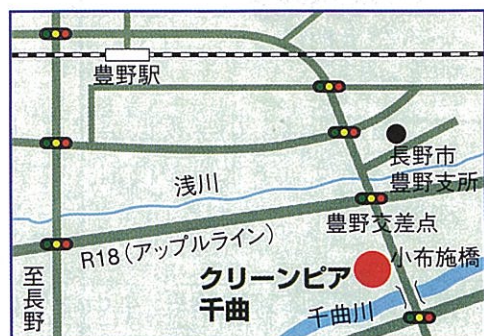 豊野駅
長野市
豊野支所
浅川
豊野交差点
R18(アップルライン)
小布施橋
至長野
クリーンピア
千曲
千曲川